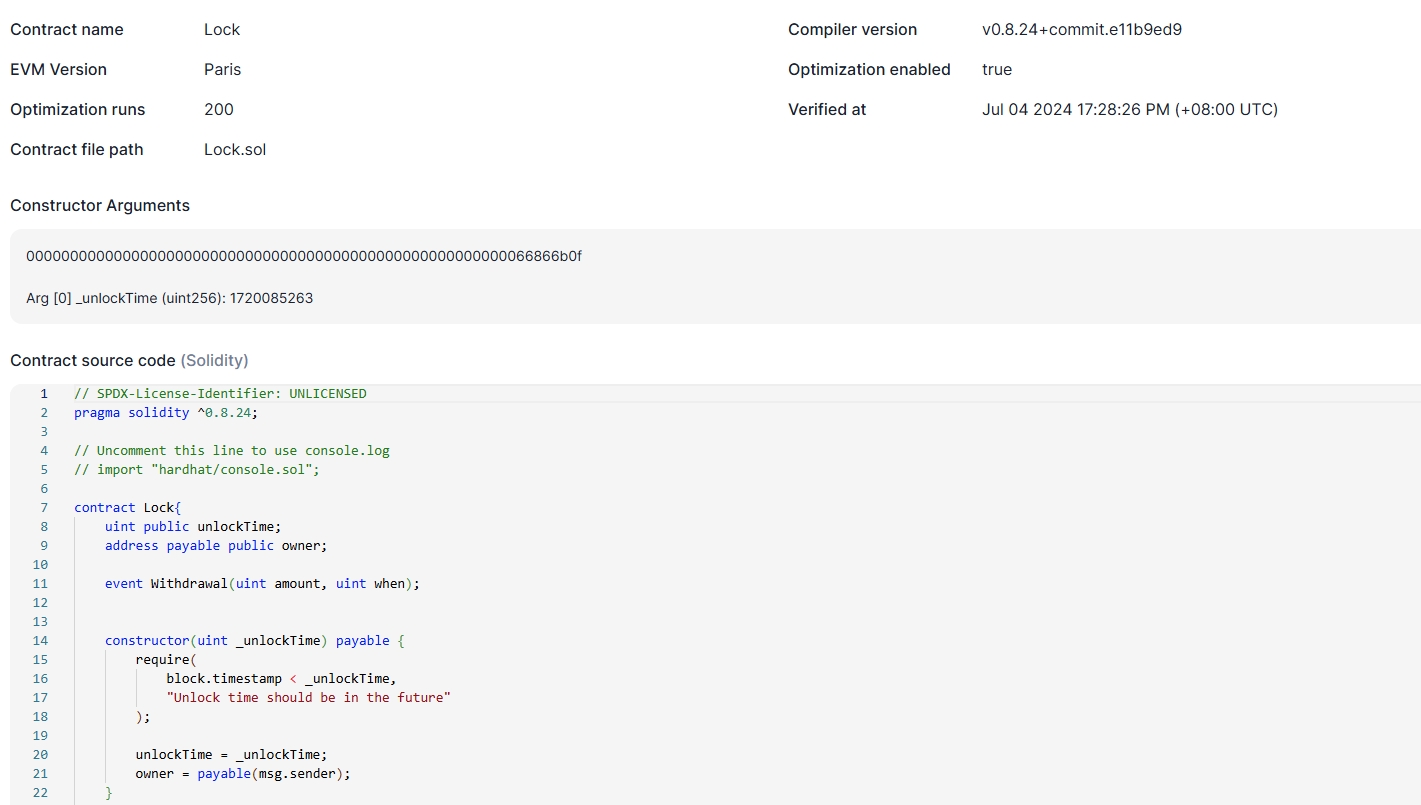 Contract name Lock Compiler version v0.8.24+commit.e11b9ed9
EVM Version Paris Optimization enabled true
Optimization runs 200 Verified at Jul 04 2024 17:28:26 PM (+08:00 UTC)
Contract file path Lock.sol
Constructor Arguments
0000000000000000000000000000000000000000000000000000000066866b0f
Arg [0] _unlockTime (uint256): 1720085263
Contract source code (Solidity)
1 // SPDX-License-Identifier: UNLICENSED
2 pragma solidity ^0.8.24;
3
4 // Uncomment this line to use console.log
5 // import "hardhat/console.sol";
6
7 contract Lock{
8 uint public unlockTime;
9 address payable public owner;
10
11 event Withdrawal(uint amount, uint when);
12
13
14 constructor(uint _unlockTime) payable {
15 require(
16 block.timestamp < _unlockTime,
17 "Unlock time should be in the future"
18 );
19
20 unlockTime = _unlockTime;
21 owner = payable(msg.sender);
22 }